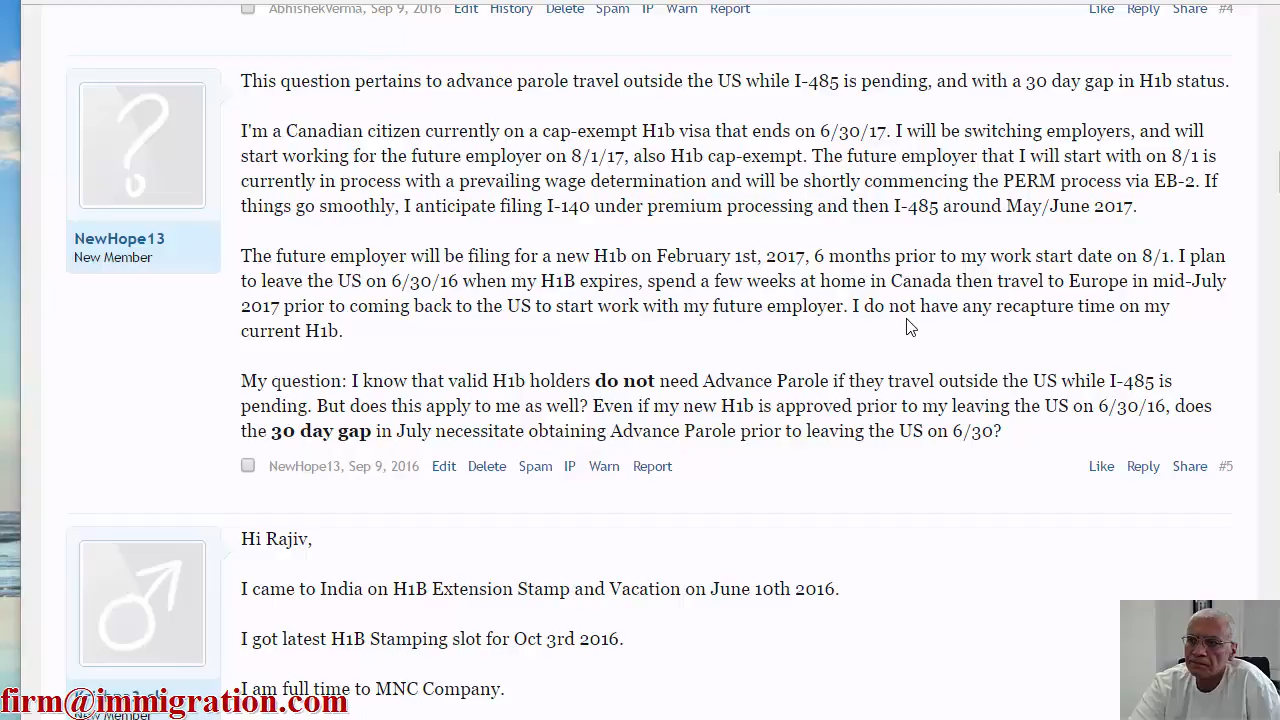 AbhishekVerma, Sep 9, 2016 Edit History Delete Spam IP Warn Report Like Reply Share #4
This question pertains to advance parole travel outside the US while I-485 is pending, and with a 30 day gap in H1b status.
I'm a Canadian citizen currently on a cap-exempt H1b visa that ends on 6/30/17. I will be switching employers, and will
start working for the future employer on 8/1/17, also H1b cap-exempt. The future employer that I will start with on 8/1 is
currently in process with a prevailing wage determination and will be shortly commencing the PERM process via EB-2. If
things go smoothly, I anticipate filing I-140 under premium processing and then I-485 around May/June 2017.
NewHope13
New Member
The future employer will be filing for a new H1b on February 1st, 2017, 6 months prior to my work start date on 8/1. I plan
to leave the US on 6/30/16 when my H1B expires, spend a few weeks at home in Canada then travel to Europe in mid-July
2017 prior to coming back to the US to start work with my future employer. I do not have any recapture time on my
current H1b.
My question: I know that valid H1b holders do not need Advance Parole if they travel outside the US while I-485 is
pending. But does this apply to me as well? Even if my new H1b is approved prior to my leaving the US on 6/30/16, does
the 30 day gap in July necessitate obtaining Advance Parole prior to leaving the US on 6/30?
NewHope13, Sep 9, 2016 Edit Delete Spam IP Warn Report Like Reply Share #5
Hi Rajiv,
I came to India on H1B Extension Stamp and Vacation on June 10th 2016.
I got latest H1B Stamping slot for Oct 3rd 2016.
I am full time to MNC Company.
firm@immigration.com
New Member